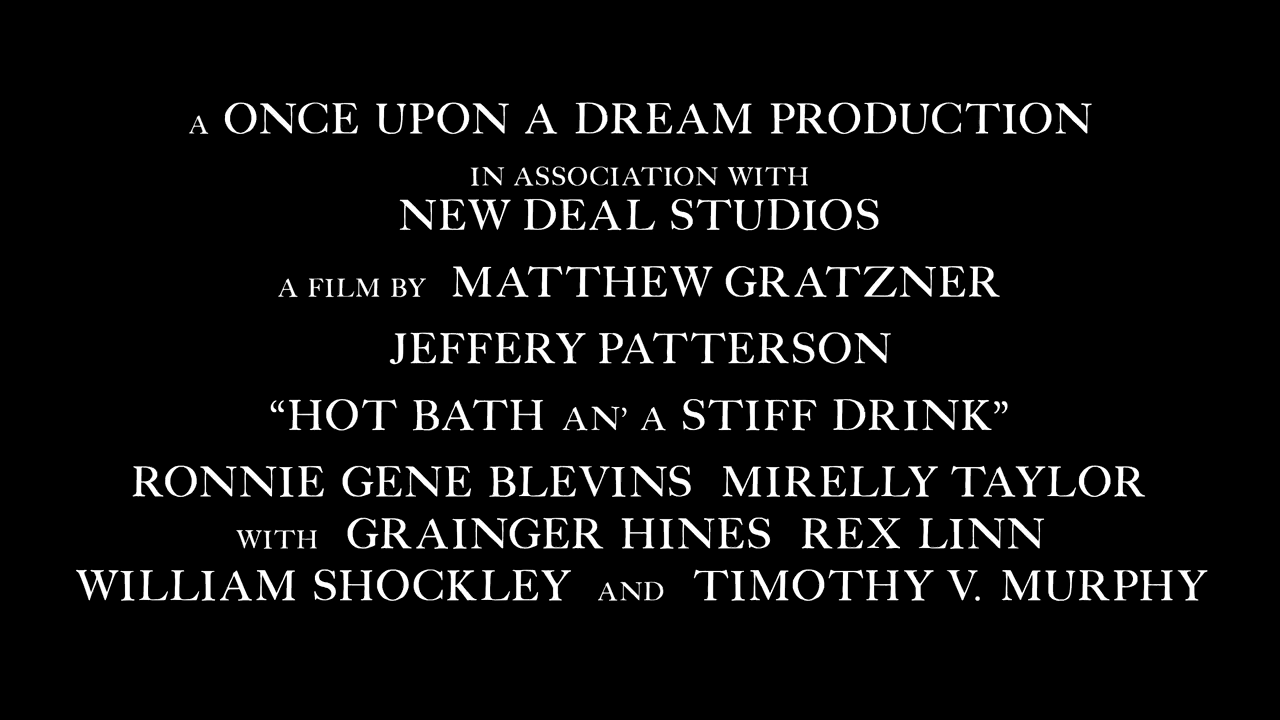 A ONCE UPON A DREAM PRODUCTION
IN ASSOCIATION WITH
NEW DEAL STUDIOS
A FILM BY MATTHEW GRATZNER
JEFFERY PATTERSON
“HOT BATH AN’ A STIFF DRINK”
RONNIE GENE BLEVINS MIRELLY TAYLOR
WITH GRAINGER HINES REX LINN
WILLIAM SHOCKLEY AND TIMOTHY V. MURPHY